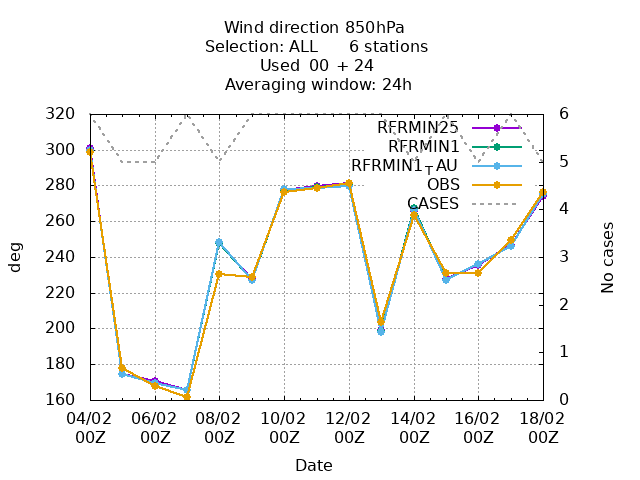 Wind direction 850hPa
Selection: ALL 6 stations
Used 00 + 24
Averaging window: 24h
320
300
280
260
240
220
200
180
160
deg
6
5
4
3
2
1
0
No cases
RFRMIN25
RFRMIN1
RFRMIN1_TAU
OBS
CASES
04/02 06/02 08/02 10/02 12/02 14/02 16/02 18/02
00Z 00Z 00Z 00Z 00Z 00Z 00Z 00Z
Date